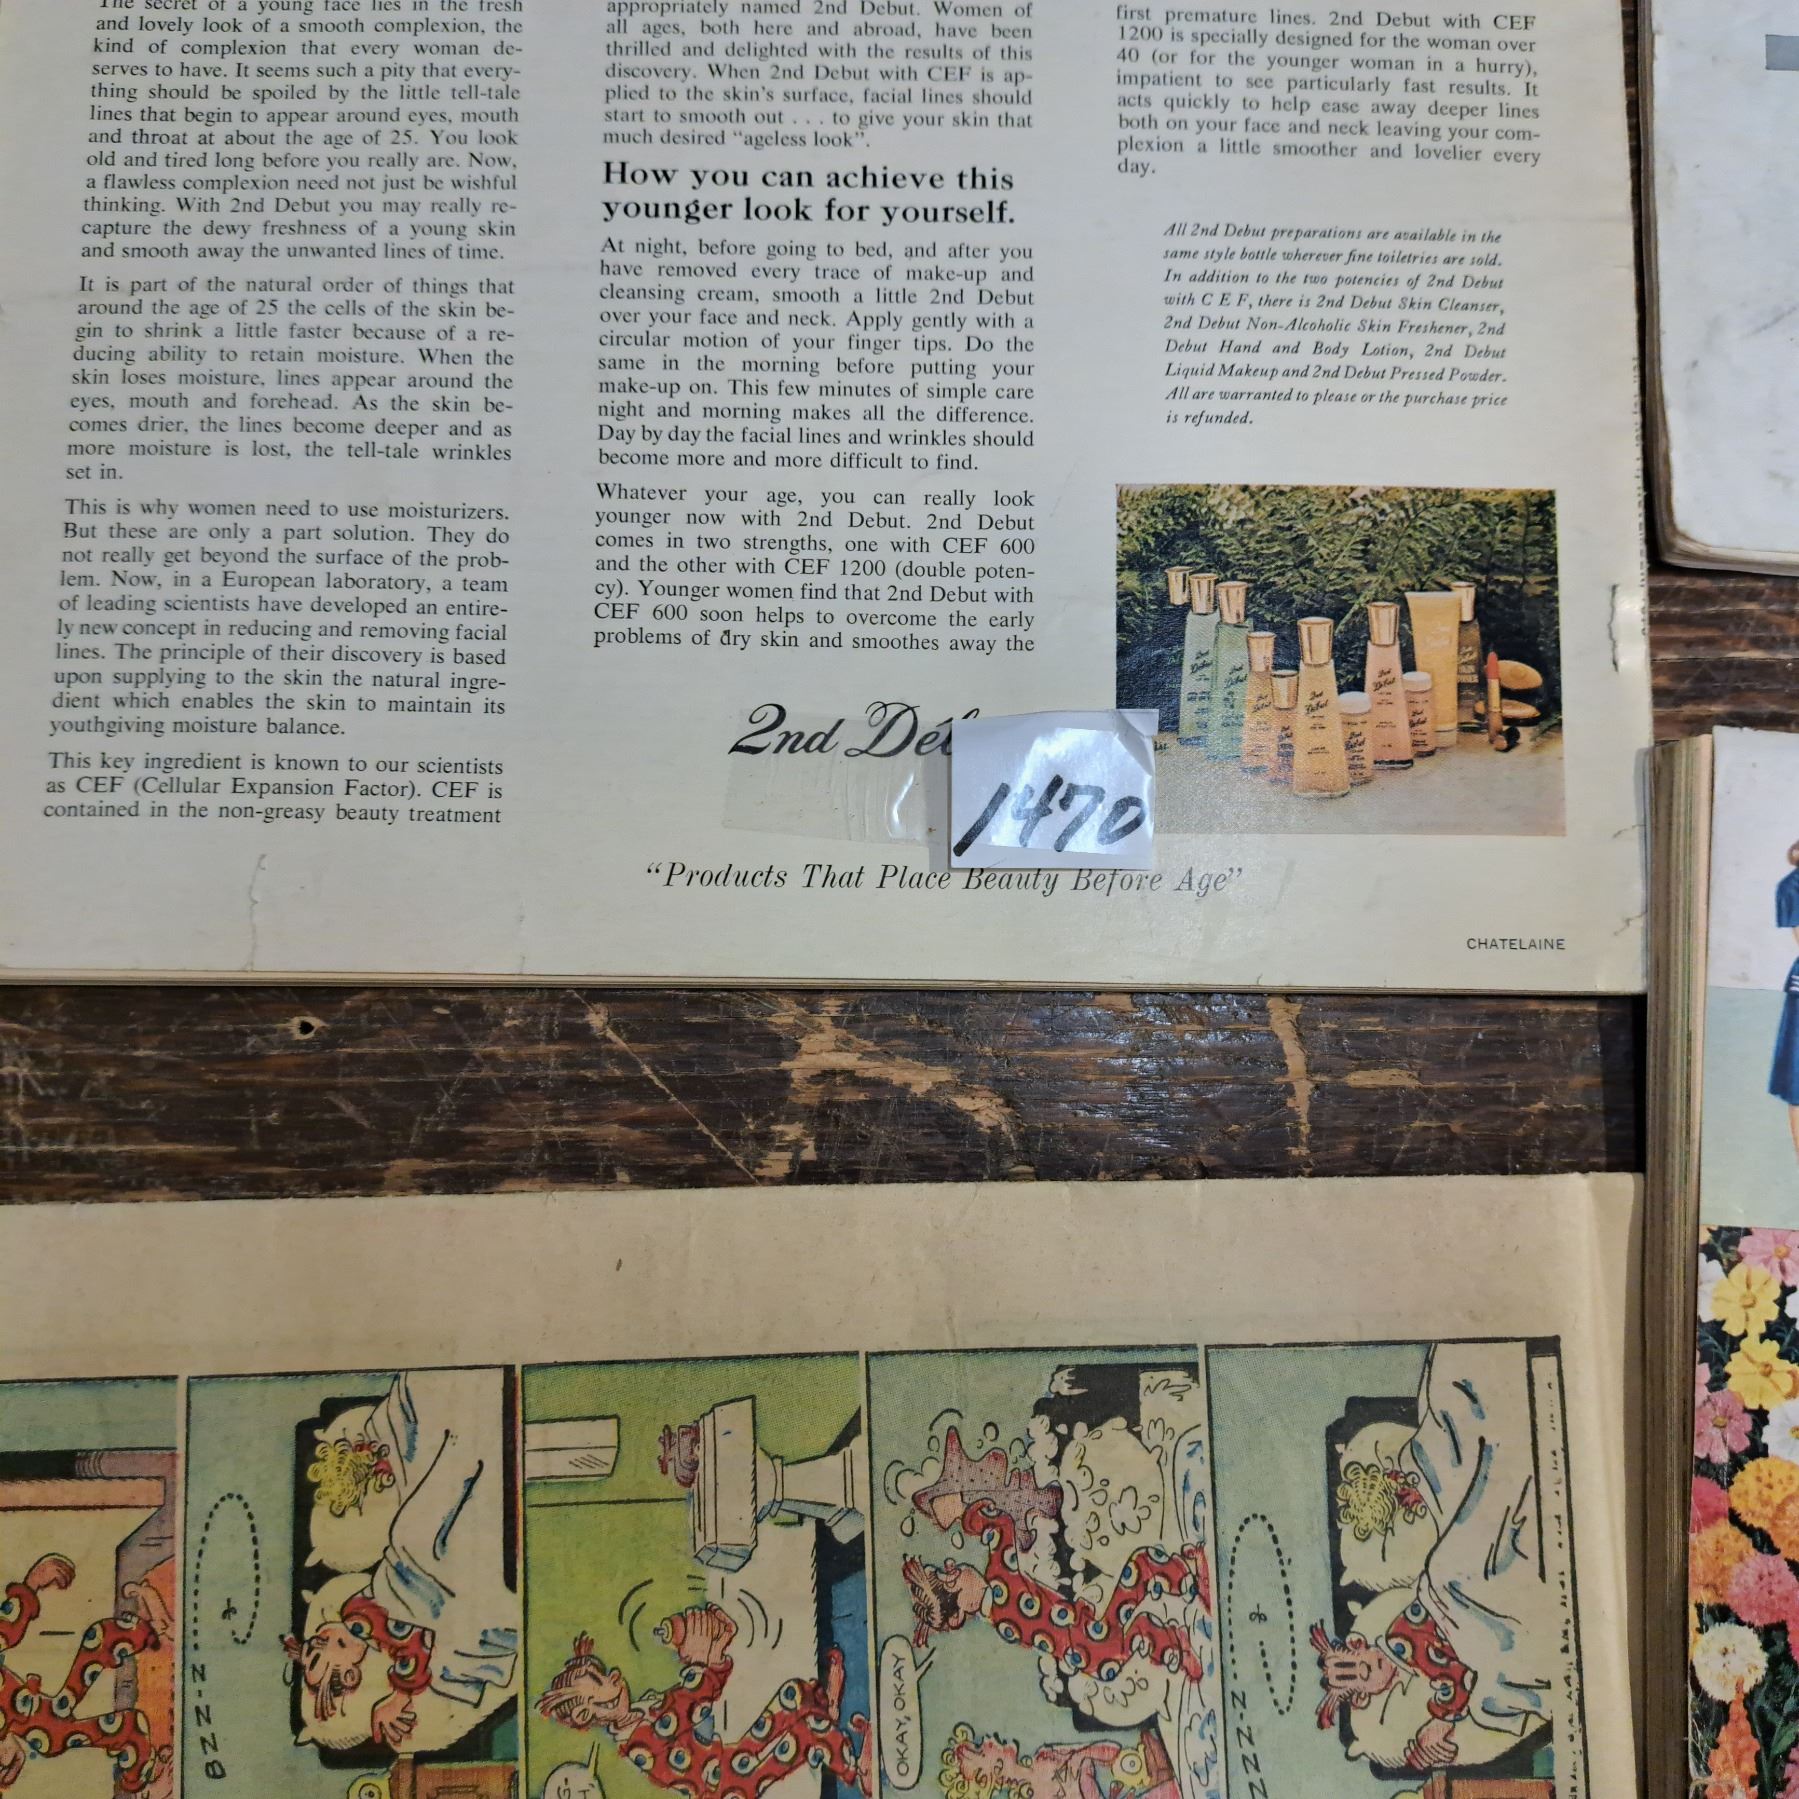 The secret of a young face lies in the fresh
and lovely look of a smooth complexion, the
kind of complexion that every woman de-
serves to have. It seems such a pity that every-
thing should be spoiled by the little tell-tale
lines that begin to appear around eyes, mouth
and throat at about the age of 25. You look
old and tired long before you really are. Now,
a flawless complexion need not just be wishful
thinking. With 2nd Debut you may really re-
capture the dewy freshness of a young skin
and smooth away the unwanted lines of time.
It is part of the natural order of things that
around the age of 25 the cells of the skin be-
gin to shrink a little faster because of a re-
ducing ability to retain moisture. When the
skin loses moisture, lines appear around the
eyes, mouth and forehead. As the skin be-
comes drier, the lines become deeper and as
more moisture is lost, the tell-tale wrinkles
set in.
This is why women need to use moisturizers.
But these are only a part solution. They do
not really get beyond the surface of the prob-
lem. Now, in a European laboratory, a team
of leading scientists have developed an entire-
ly new concept in reducing and removing facial
lines. The principle of their discovery is based
upon supplying to the skin the natural ingre-
dient which enables the skin to maintain its
youthgiving moisture balance.
This key ingredient is known to our scientists
as CEF (Cellular Expansion Factor). CEF is
contained in the non-greasy beauty treatment
appropriately named 2nd Debut. Women of
all ages, both here and abroad, have been
thrilled and delighted with the results of this
discovery. When 2nd Debut with CEF is ap-
plied to the skin's surface, facial lines should
start to smooth out . . . to give your skin that
much desired "ageless look".
How you can achieve this
younger look for yourself.
At night, before going to bed, and after you
have removed every trace of make-up and
cleansing cream, smooth a little 2nd Debut
over your face and neck. Apply gently with a
circular motion of your finger tips. Do the
same in the morning before putting your
make-up on. This few minutes of simple care
night and morning makes all the difference.
Day by day the facial lines and wrinkles should
become more and more difficult to find.
Whatever your age, you can really look
younger now with 2nd Debut. 2nd Debut
comes in two strengths, one with CEF 600
and the other with CEF 1200 (double poten-
cy). Younger women find that 2nd Debut with
CEF 600 soon helps to overcome the early
problems of dry skin and smoothes away the
first premature lines. 2nd Debut with CEF
1200 is specially designed for the woman over
40 (or for the younger woman in a hurry),
impatient to see particularly fast results. It
acts quickly to help ease away deeper lines
both on your face and neck leaving your com-
plexion a little smoother and lovelier every
day.
All 2nd Debut preparations are available in the
same style bottle wherever fine toiletries are sold.
In addition to the two potencies of 2nd Debut
with C E F, there is 2nd Debut Skin Cleanser,
2nd Debut Non-Alcoholic Skin Freshener, 2nd
Debut Hand and Body Lotion, 2nd Debut
Liquid Makeup and 2nd Debut Pressed Powder.
All are warranted to please or the purchase price
is refunded.
2nd Déb
1470
"Products That Place Beauty Before Age"
CHATELAINE
BZZ-Z
G-
OKAY, OKAY
ZZZ-Z